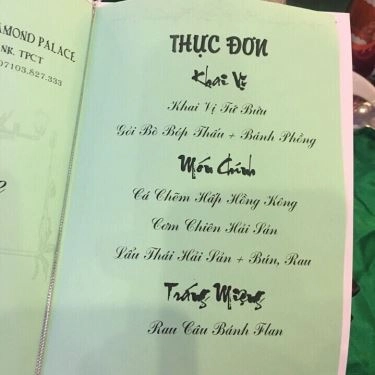 AMOND PALACE
NK. TPCT
07103.827.333
THỰC ĐƠN
Khai Vị
Khai Vị Tứ Bửu
Gỏi Bò Bóp Thấu + Bánh Phồng
Món Chính
Cá Chẽm Hấp Hồng Kông
Cơm Chiên Hải Sản
Lẩu Thái Hải Sản + Bún, Rau
Tráng Miệng
Rau Câu Bánh Flan